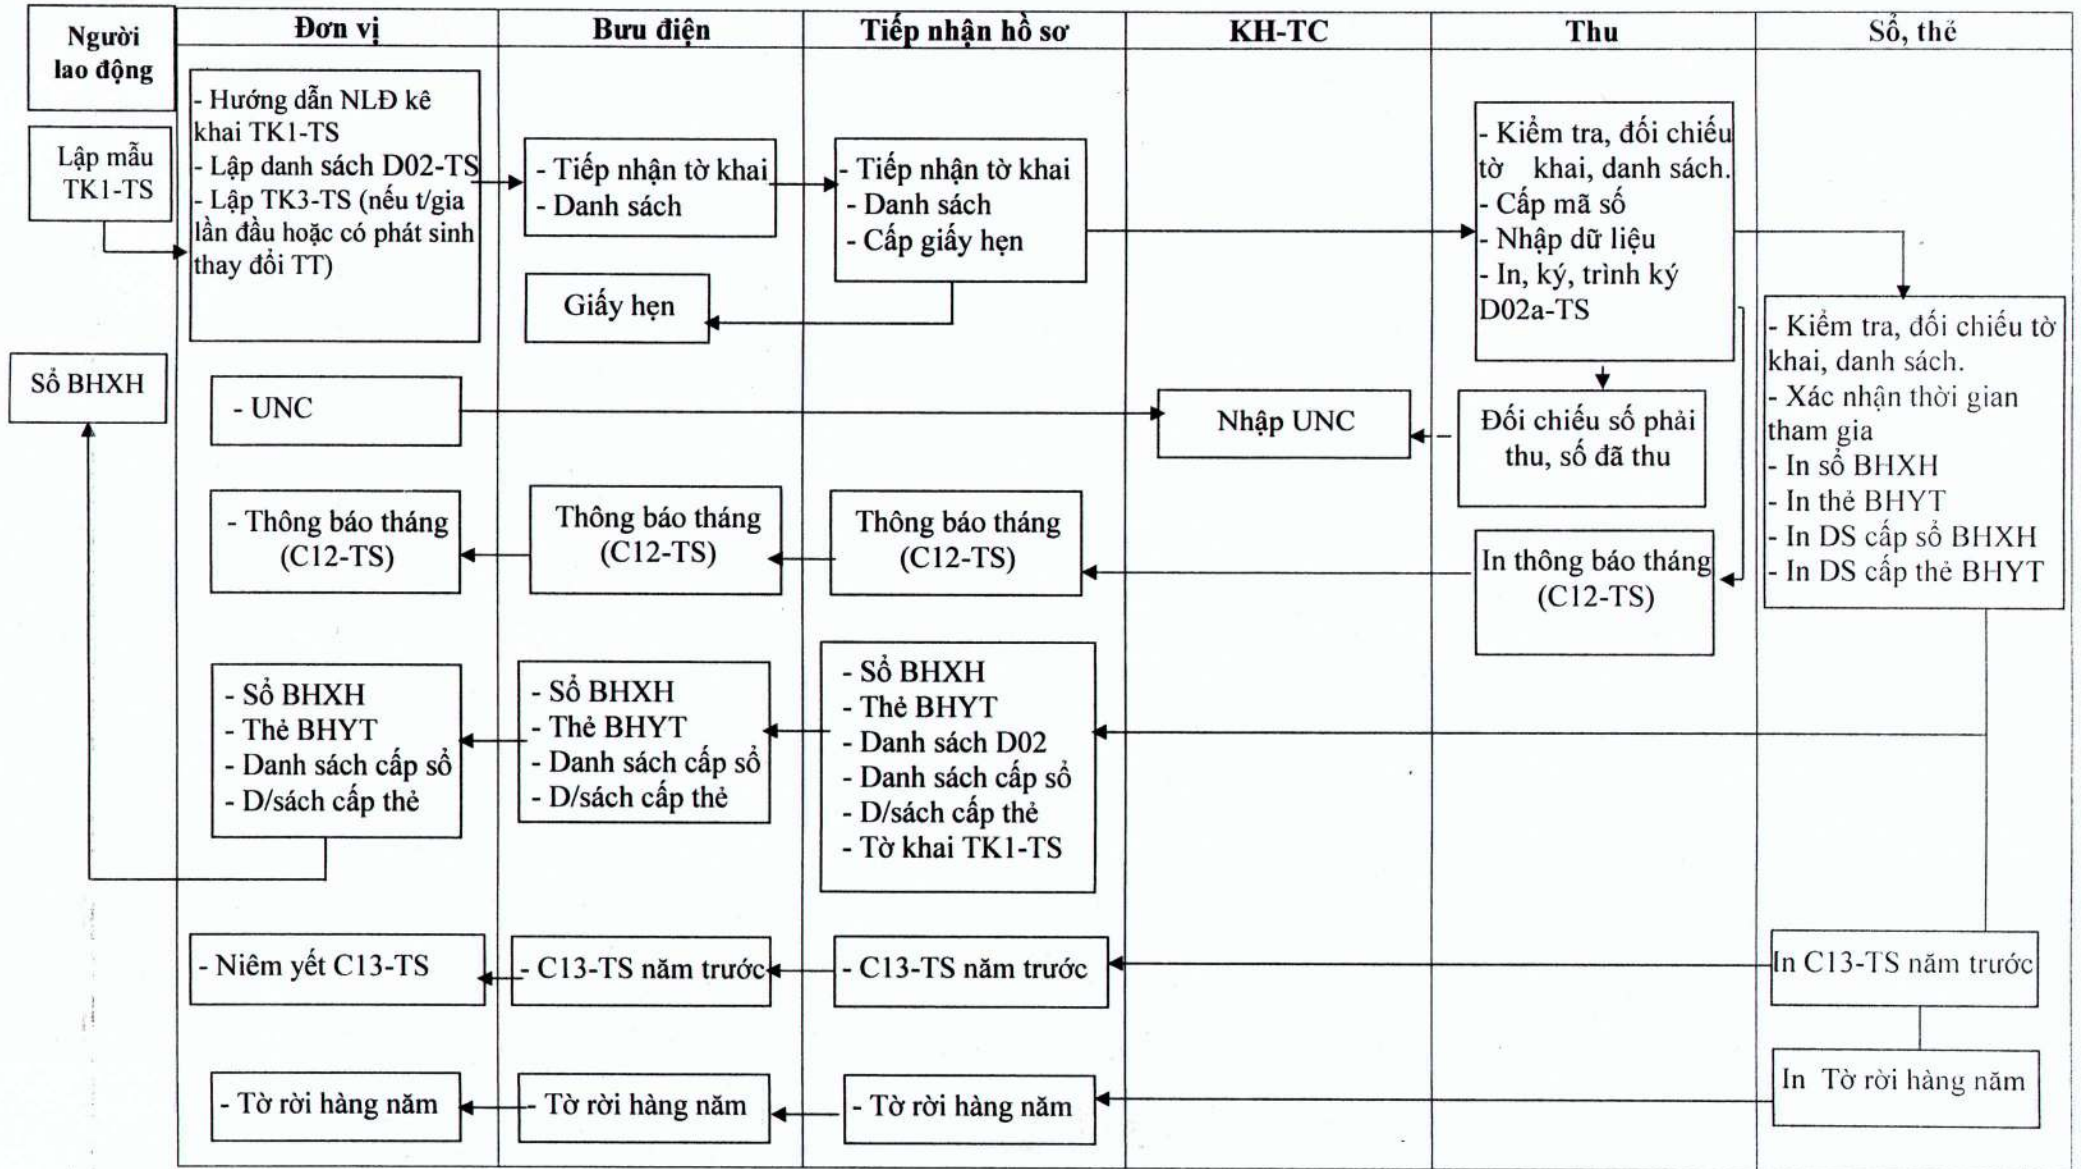 Người
lao động
Đơn vị
Bưu điện
Tiếp nhận hồ sơ
KH-TC
Thu
Sổ, thẻ
Lập mẫu
TK1-TS
- Hướng dẫn NLĐ kê
khai TK1-TS
- Lập danh sách D02-TS
- Lập TK3-TS (nếu t/gia
lần đầu hoặc có phát sinh
thay đổi TT)
- Tiếp nhận tờ khai
- Danh sách
- Tiếp nhận tờ khai
- Danh sách
- Cấp giấy hẹn
Giấy hẹn
- Kiểm tra, đối chiếu
tờ khai, danh sách.
- Cấp mã số
- Nhập dữ liệu
- In, ký, trình ký
D02a-TS
- Kiểm tra, đối chiếu tờ
khai, danh sách.
- Xác nhận thời gian
tham gia
- In sổ BHXH
- In thẻ BHYT
- In DS cấp sổ BHXH
- In DS cấp thẻ BHYT
Sổ BHXH
- UNC
Nhập UNC
Đối chiếu số phải
thu, số đã thu
- Thông báo tháng
(C12-TS)
Thông báo tháng
(C12-TS)
Thông báo tháng
(C12-TS)
In thông báo tháng
(C12-TS)
- Sổ BHXH
- Thẻ BHYT
- Danh sách cấp sổ
- D/sách cấp thẻ
- Sổ BHXH
- Thẻ BHYT
- Danh sách cấp sổ
- D/sách cấp thẻ
- Sổ BHXH
- Thẻ BHYT
- Danh sách D02
- Danh sách cấp sổ
- D/sách cấp thẻ
- Tờ khai TK1-TS
- Niêm yết C13-TS
- C13-TS năm trước
- C13-TS năm trước
In C13-TS năm trước
- Tờ rời hàng năm
- Tờ rời hàng năm
- Tờ rời hàng năm
In Tờ rời hàng năm